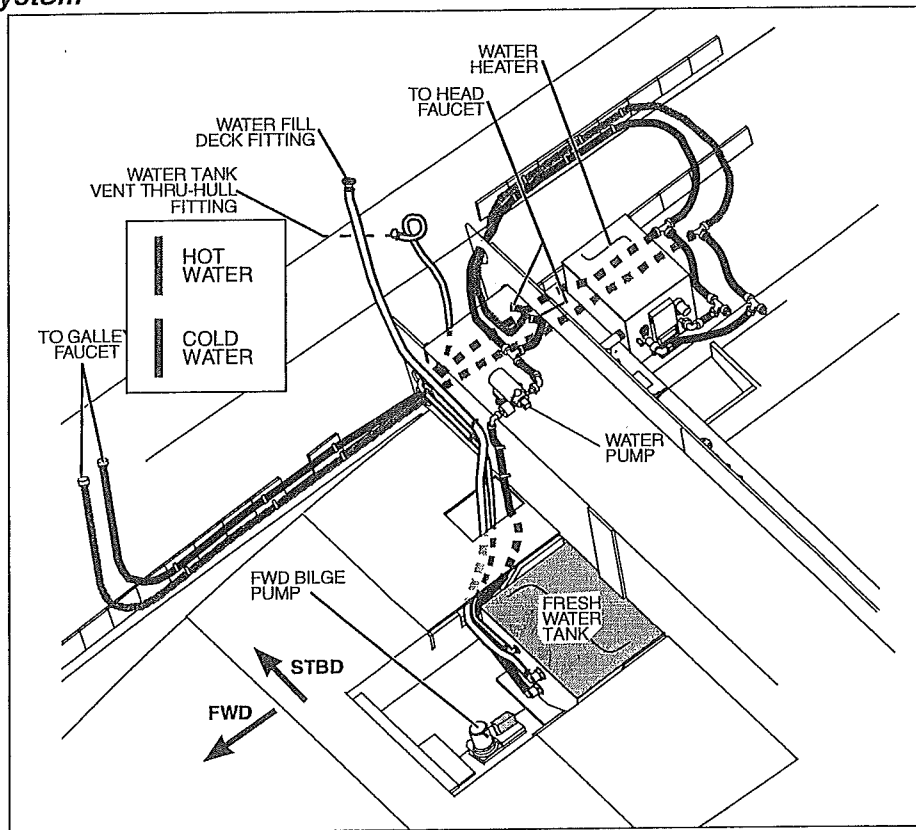 WATER
HEATER
TO HEAD
FAUCET
WATER FILL
DECK FITTING
WATER TANK
VENT THRU-HULL
FITTING
HOT
WATER
COLD
WATER
TO GALLEY
FAUCET
WATER
PUMP
FWD BILGE
PUMP
FRESH
WATER
TANK
STBD
FWD